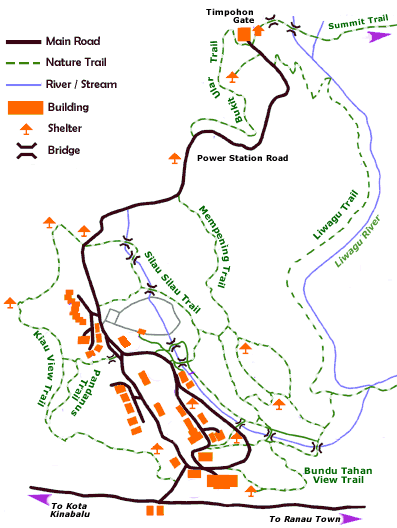 Timpohon
Gate
Summit Trail
Main Road
Nature Trail
River / Stream
Building
Shelter
Bridge
Bukit Ular Trail
Power Station Road
Mempening Trail
Liwagu Trail
Liwagu River
Silau Silau Trail
Kiau View Trail
Pandanus
Trail
Bundu Tahan
View Trail
To Kota
Kinabalu
To Ranau Town